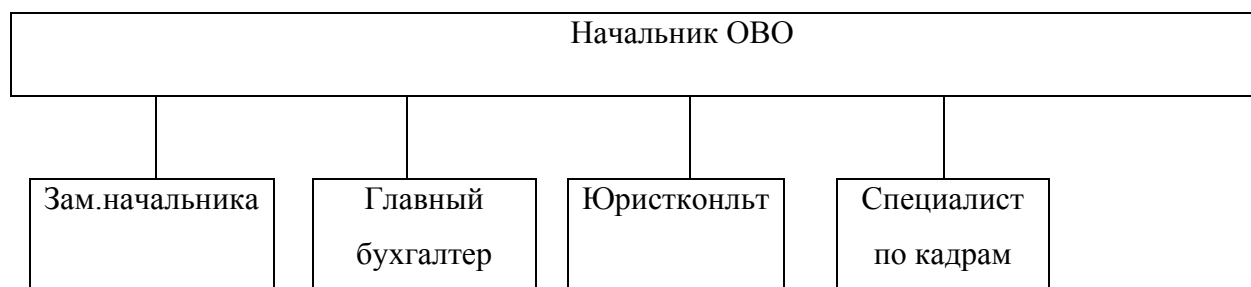 Начальник ОВО
Зам.начальника
Главный
бухгалтер
Юристконльт
Специалист
по кадрам